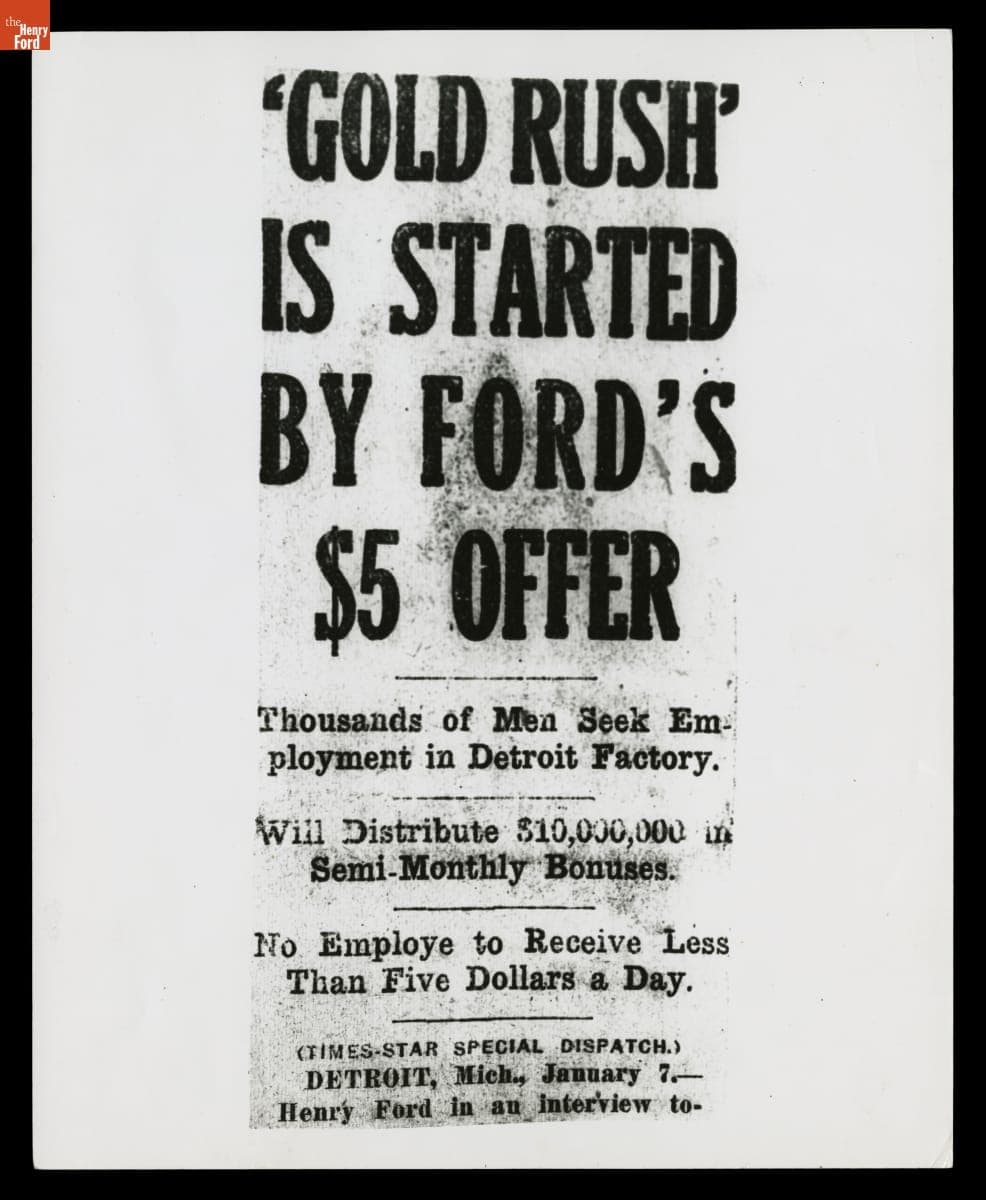 the
Henry
Ford
‘GOLD RUSH’
IS STARTED
BY FORD’S
$5 OFFER
Thousands of Men Seek Em-
ployment in Detroit Factory.
Will Distribute $10,000,000 in
Semi-Monthly Bonuses.
No Employe to Receive Less
Than Five Dollars a Day.
(TIMES-STAR SPECIAL DISPATCH.)
DETROIT, Mich., January 7.—
Henry Ford in an interview to-